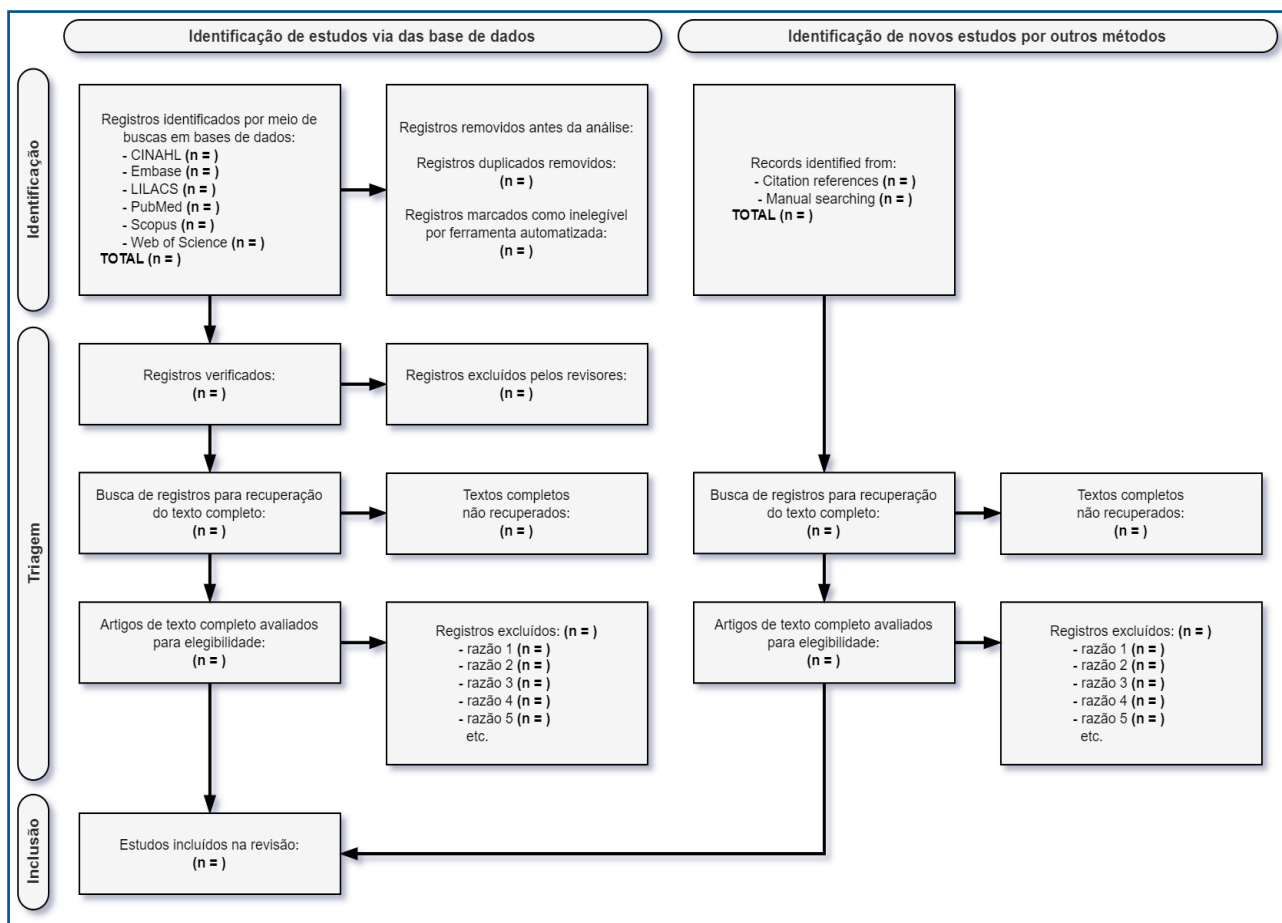 Identificação de estudos via das base de dados
Identificação de novos estudos por outros métodos
Identificação
Registros identificados por meio de
buscas em bases de dados:
- CINAHL (n = )
- Embase (n = )
- LILACS (n = )
- PubMed (n = )
- Scopus (n = )
- Web of Science (n = )
TOTAL (n = )
Registros removidos antes da análise:
Registros duplicados removidos:
(n = )
Registros marcados como inelegível
por ferramenta automatizada:
(n = )
Records identified from:
- Citation references (n = )
- Manual searching (n = )
TOTAL (n = )
Triagem
Registros verificados:
(n = )
Registros excluídos pelos revisores:
(n = )
Busca de registros para recuperação
do texto completo:
(n = )
Textos completos
não recuperados:
(n = )
Busca de registros para recuperação
do texto completo:
(n = )
Textos completos
não recuperados:
(n = )
Artigos de texto completo avaliados
para elegibilidade:
(n = )
Registros excluídos: (n = )
- razão 1 (n = )
- razão 2 (n = )
- razão 3 (n = )
- razão 4 (n = )
- razão 5 (n = )
etc.
Artigos de texto completo avaliados
para elegibilidade:
(n = )
Registros excluídos: (n = )
- razão 1 (n = )
- razão 2 (n = )
- razão 3 (n = )
- razão 4 (n = )
- razão 5 (n = )
etc.
Inclusão
Estudos incluídos na revisão:
(n = )